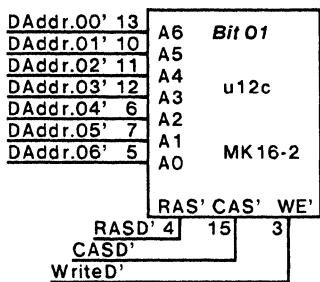 DAddr.00' 13 A6 Bit 01
DAddr.01' 10 A5
DAddr.02' 11 A4 u12c
DAddr.03' 12 A3
DAddr.04' 6 A2
DAddr.05' 7 A1 MK16-2
DAddr.06' 5 A0
RAS' CAS' WE'
RASD' 4 15 3
CASD'
WriteD'